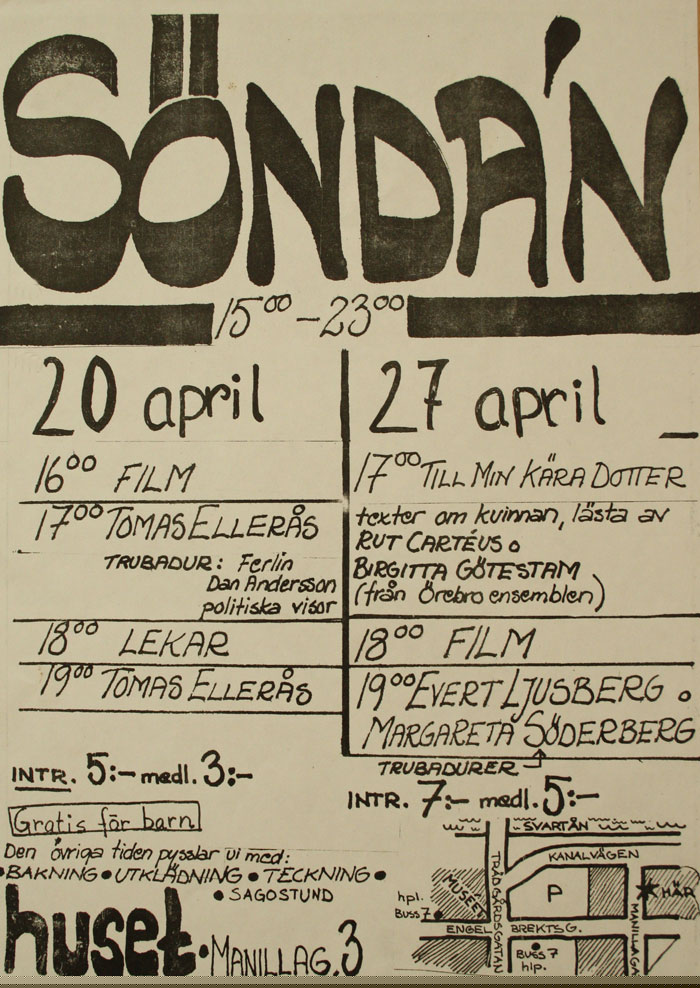 SÖNDA'N
15⁰⁰–23⁰⁰
20 april
16⁰⁰ FILM
17⁰⁰ TOMAS ELLERÅS
TRUBADUR: Ferlin
Dan Andersson
politiska visor
18⁰⁰ LEKAR
19⁰⁰ TOMAS ELLERÅS
INTR. 5:– medl. 3:–
Gratis för barn
Den övriga tiden pysslar vi med:
•BAKNING•UTKLÄDNING•TECKNING•
•SAGOSTUND
huset•MANILLAG.3
27 april
17⁰⁰ TILL MIN KÄRA DOTTER
texter om kvinnan, lästa av
RUT CARTÉUS o
BIRGITTA GÖTESTAM
(från Örebroensemblen)
18⁰⁰ FILM
19⁰⁰ EVERT LJUSBERG o
MARGARETA SÖDERBERG
TRUBADURER
INTR. 7:– medl. 5:–
SVARTÅN
KANALVÄGEN
TRÄDGÅRDSGATAN
MUSEET
P
HÄR
MANILLAGA
hpl.
BUSS 7
ENGELBREKTSG.
BUSS 7
hlp.